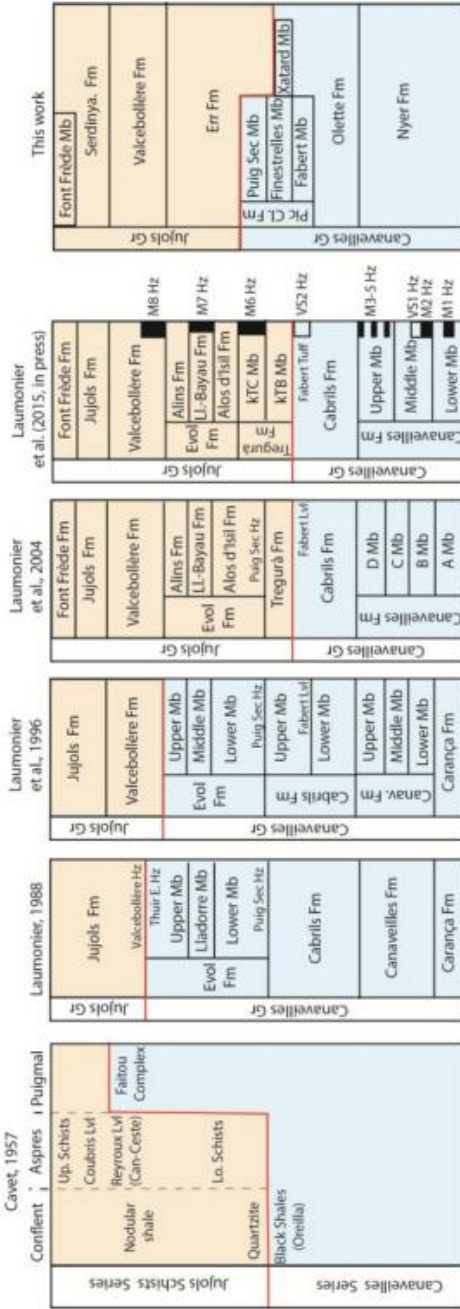 Cavet, 1957
Conflent
Aspres
Puigmal
Jujols Schists Series
Canaveilles Series
Nodular
shale
Quartzite
Black Shales
(Oreilla)
Up. Schists
Coubris Lvl
Reyroux Lvl
(Can-Ceste)
Lo. Schists
Faitou
Complex
Laumonier, 1988
Jujols Gr
Canaveilles Gr
Jujols Fm
Valcebollère Hz
Thuir E. Hz
Evol
Fm
Upper Mb
Lladorre Mb
Lower Mb
Puig Sec Hz
Cabrils Fm
Canaveilles Fm
Carança Fm
Laumonier
et al., 1996
Jujols Gr
Canaveilles Gr
Jujols Fm
Valcebollère Fm
Evol
Fm
Upper Mb
Middle Mb
Lower Mb
Puig Sec Hz
Cabrils Fm
Upper Mb
Fabert Lvl
Lower Mb
Canav. Fm
Upper Mb
Middle Mb
Lower Mb
Carança Fm
Laumonier
et al., 2004
Jujols Gr
Canaveilles Gr
Font Frède Fm
Jujols Fm
Valcebollère Fm
Evol
Fm
Alins Fm
Ll.-Bayau Fm
Alos d'Isil Fm
Puig Sec Hz
Tregurà Fm
Fabert Lvl
Cabrils Fm
Canaveilles Fm
D Mb
C Mb
B Mb
A Mb
Laumonier
et al. (2015, in press)
Jujols Gr
Canaveilles Gr
Font Frède Fm
Jujols Fm
Valcebollère Fm
M8 Hz
Evol
Fm
Alins Fm
Ll.-Bayau Fm
M7 Hz
Alos d'Isil Fm
Tregurà
Fm
kTC Mb
M6 Hz
kTB Mb
Fabert Tuff
VS2 Hz
Cabrils Fm
Canaveilles Fm
Upper Mb
M3-5 Hz
Middle Mb
VS1 Hz
M2 Hz
Lower Mb
M1 Hz
This work
Jujols Gr
Canaveilles Gr
Font Frède Mb
Serdinya. Fm
Valcebollère Fm
Err Fm
Pic Cl. Fm
Puig Sec Mb
Finestrelles Mb
Fabert Mb
Xatard Mb
Olette Fm
Nyer Fm